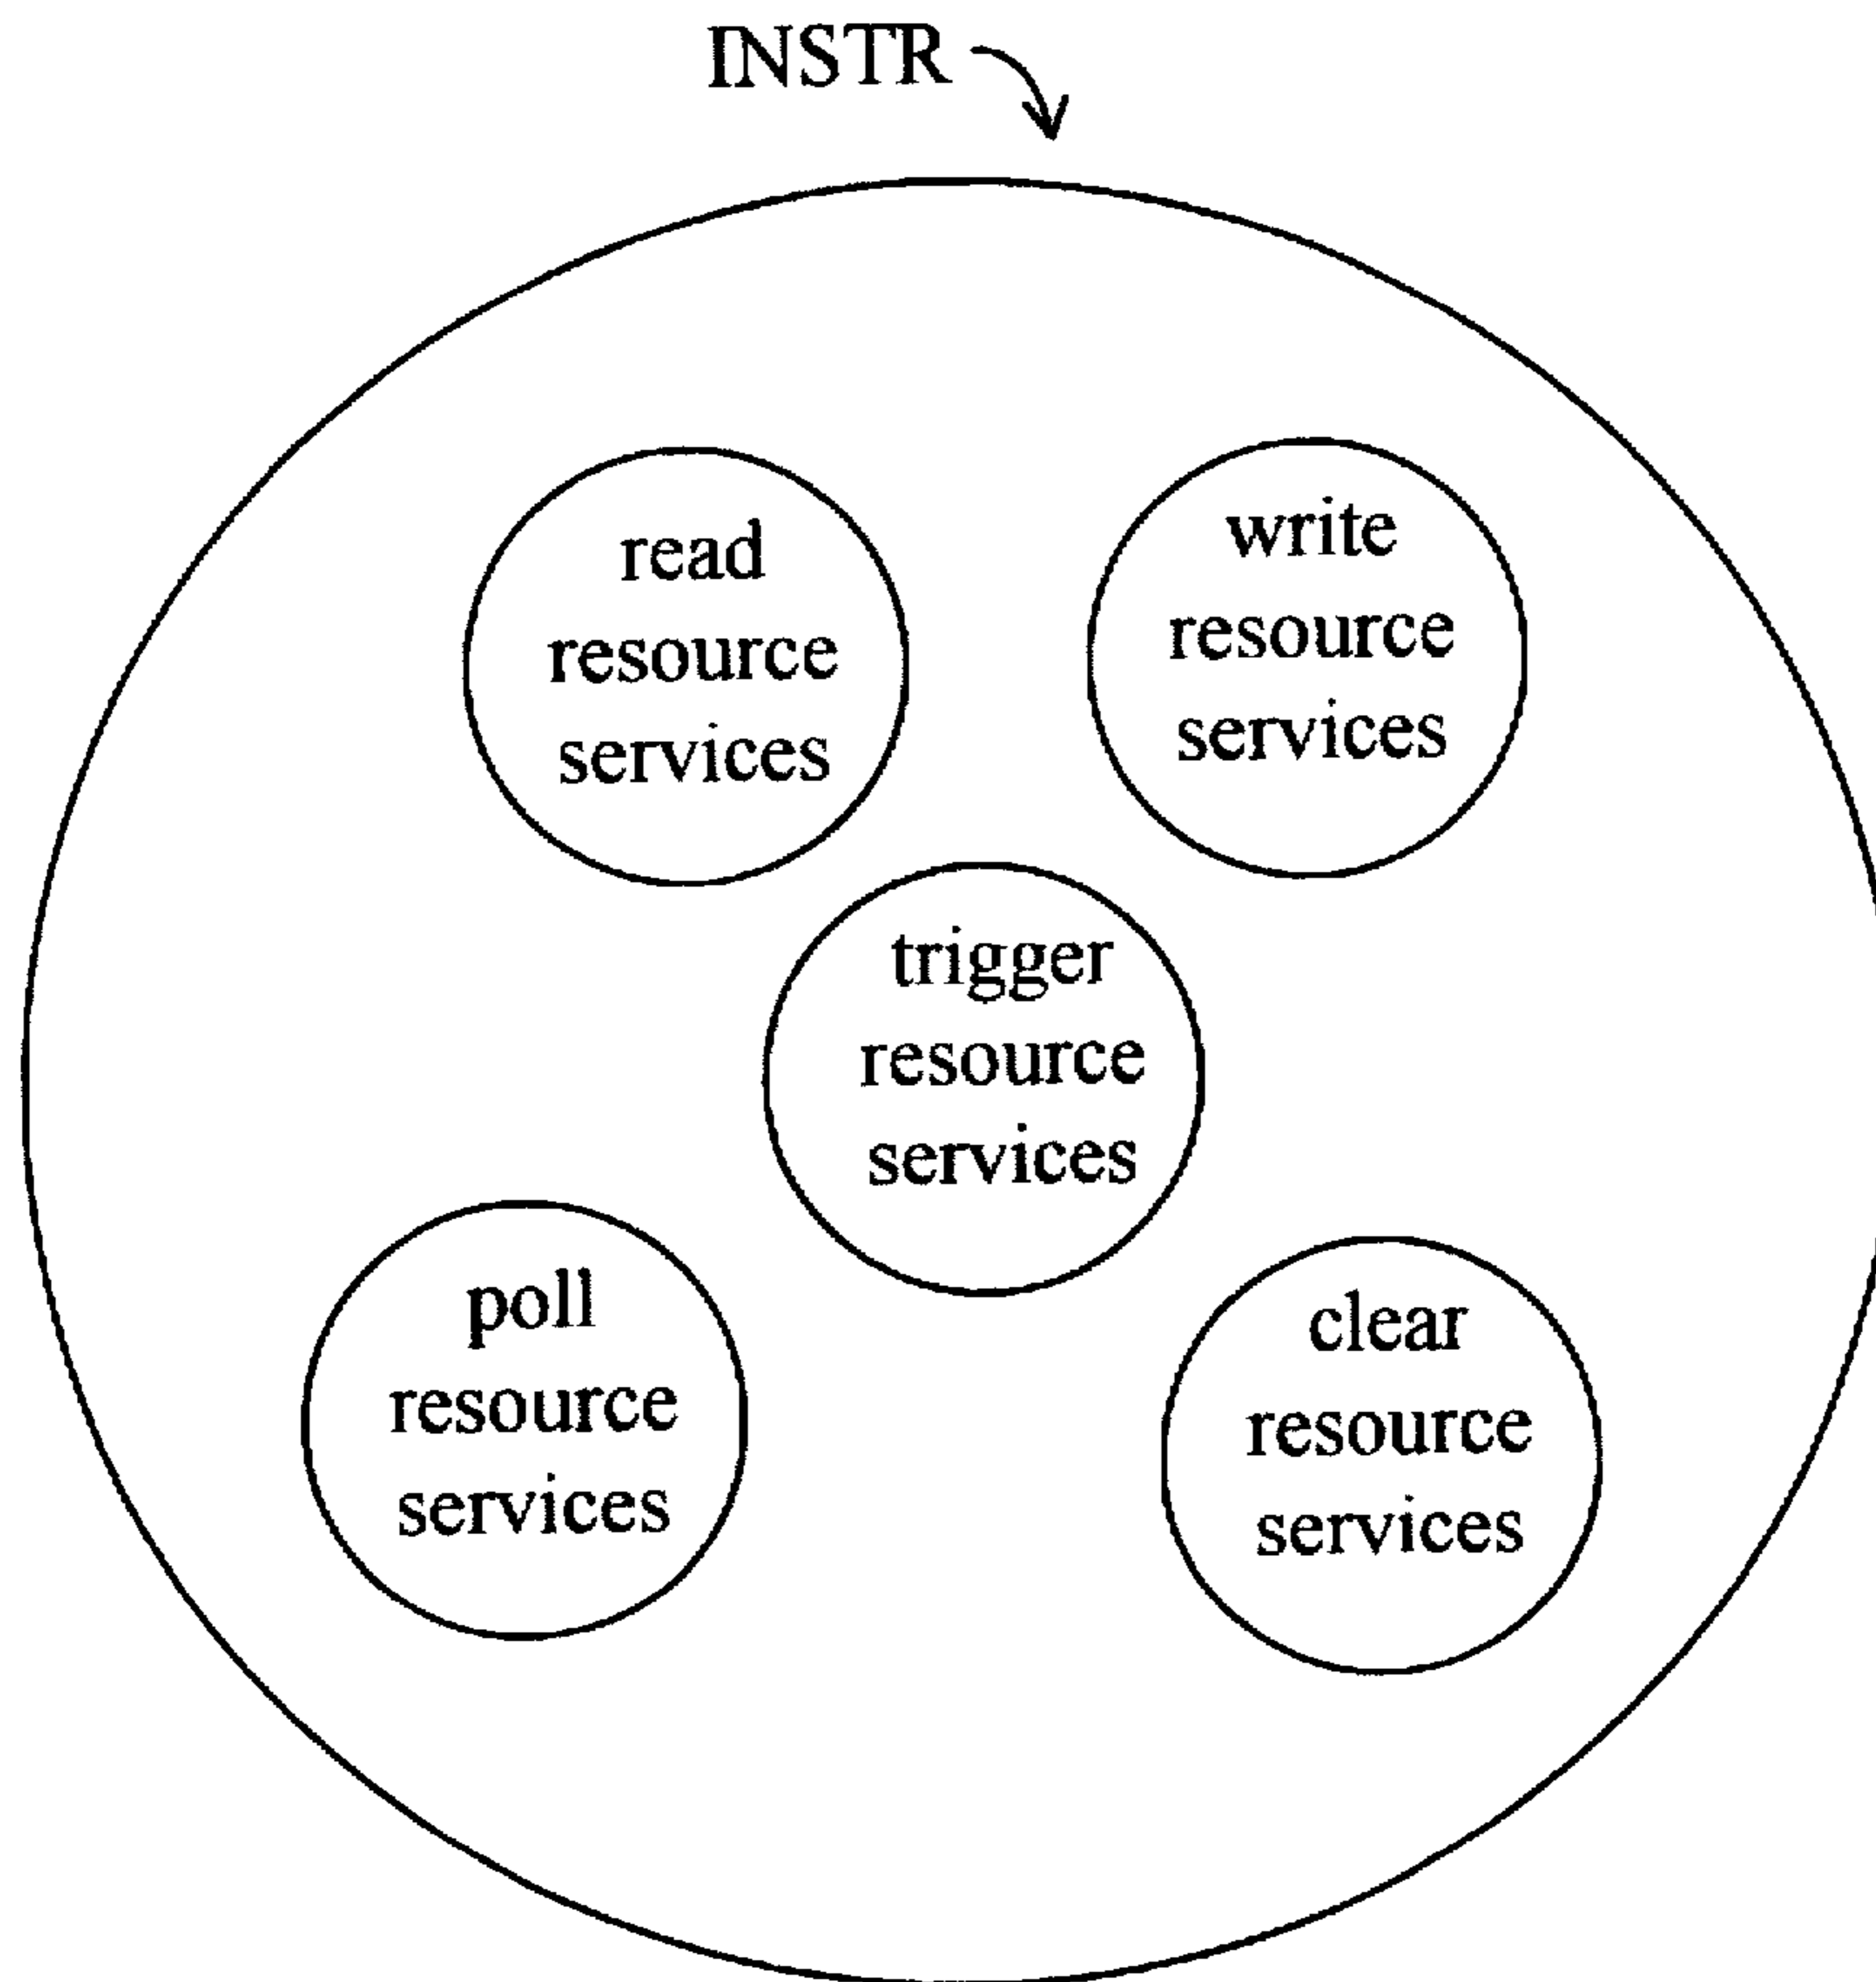 INSTR
read
resource
services
write
resource
services
trigger
resource
services
poll
resource
services
clear
resource
services